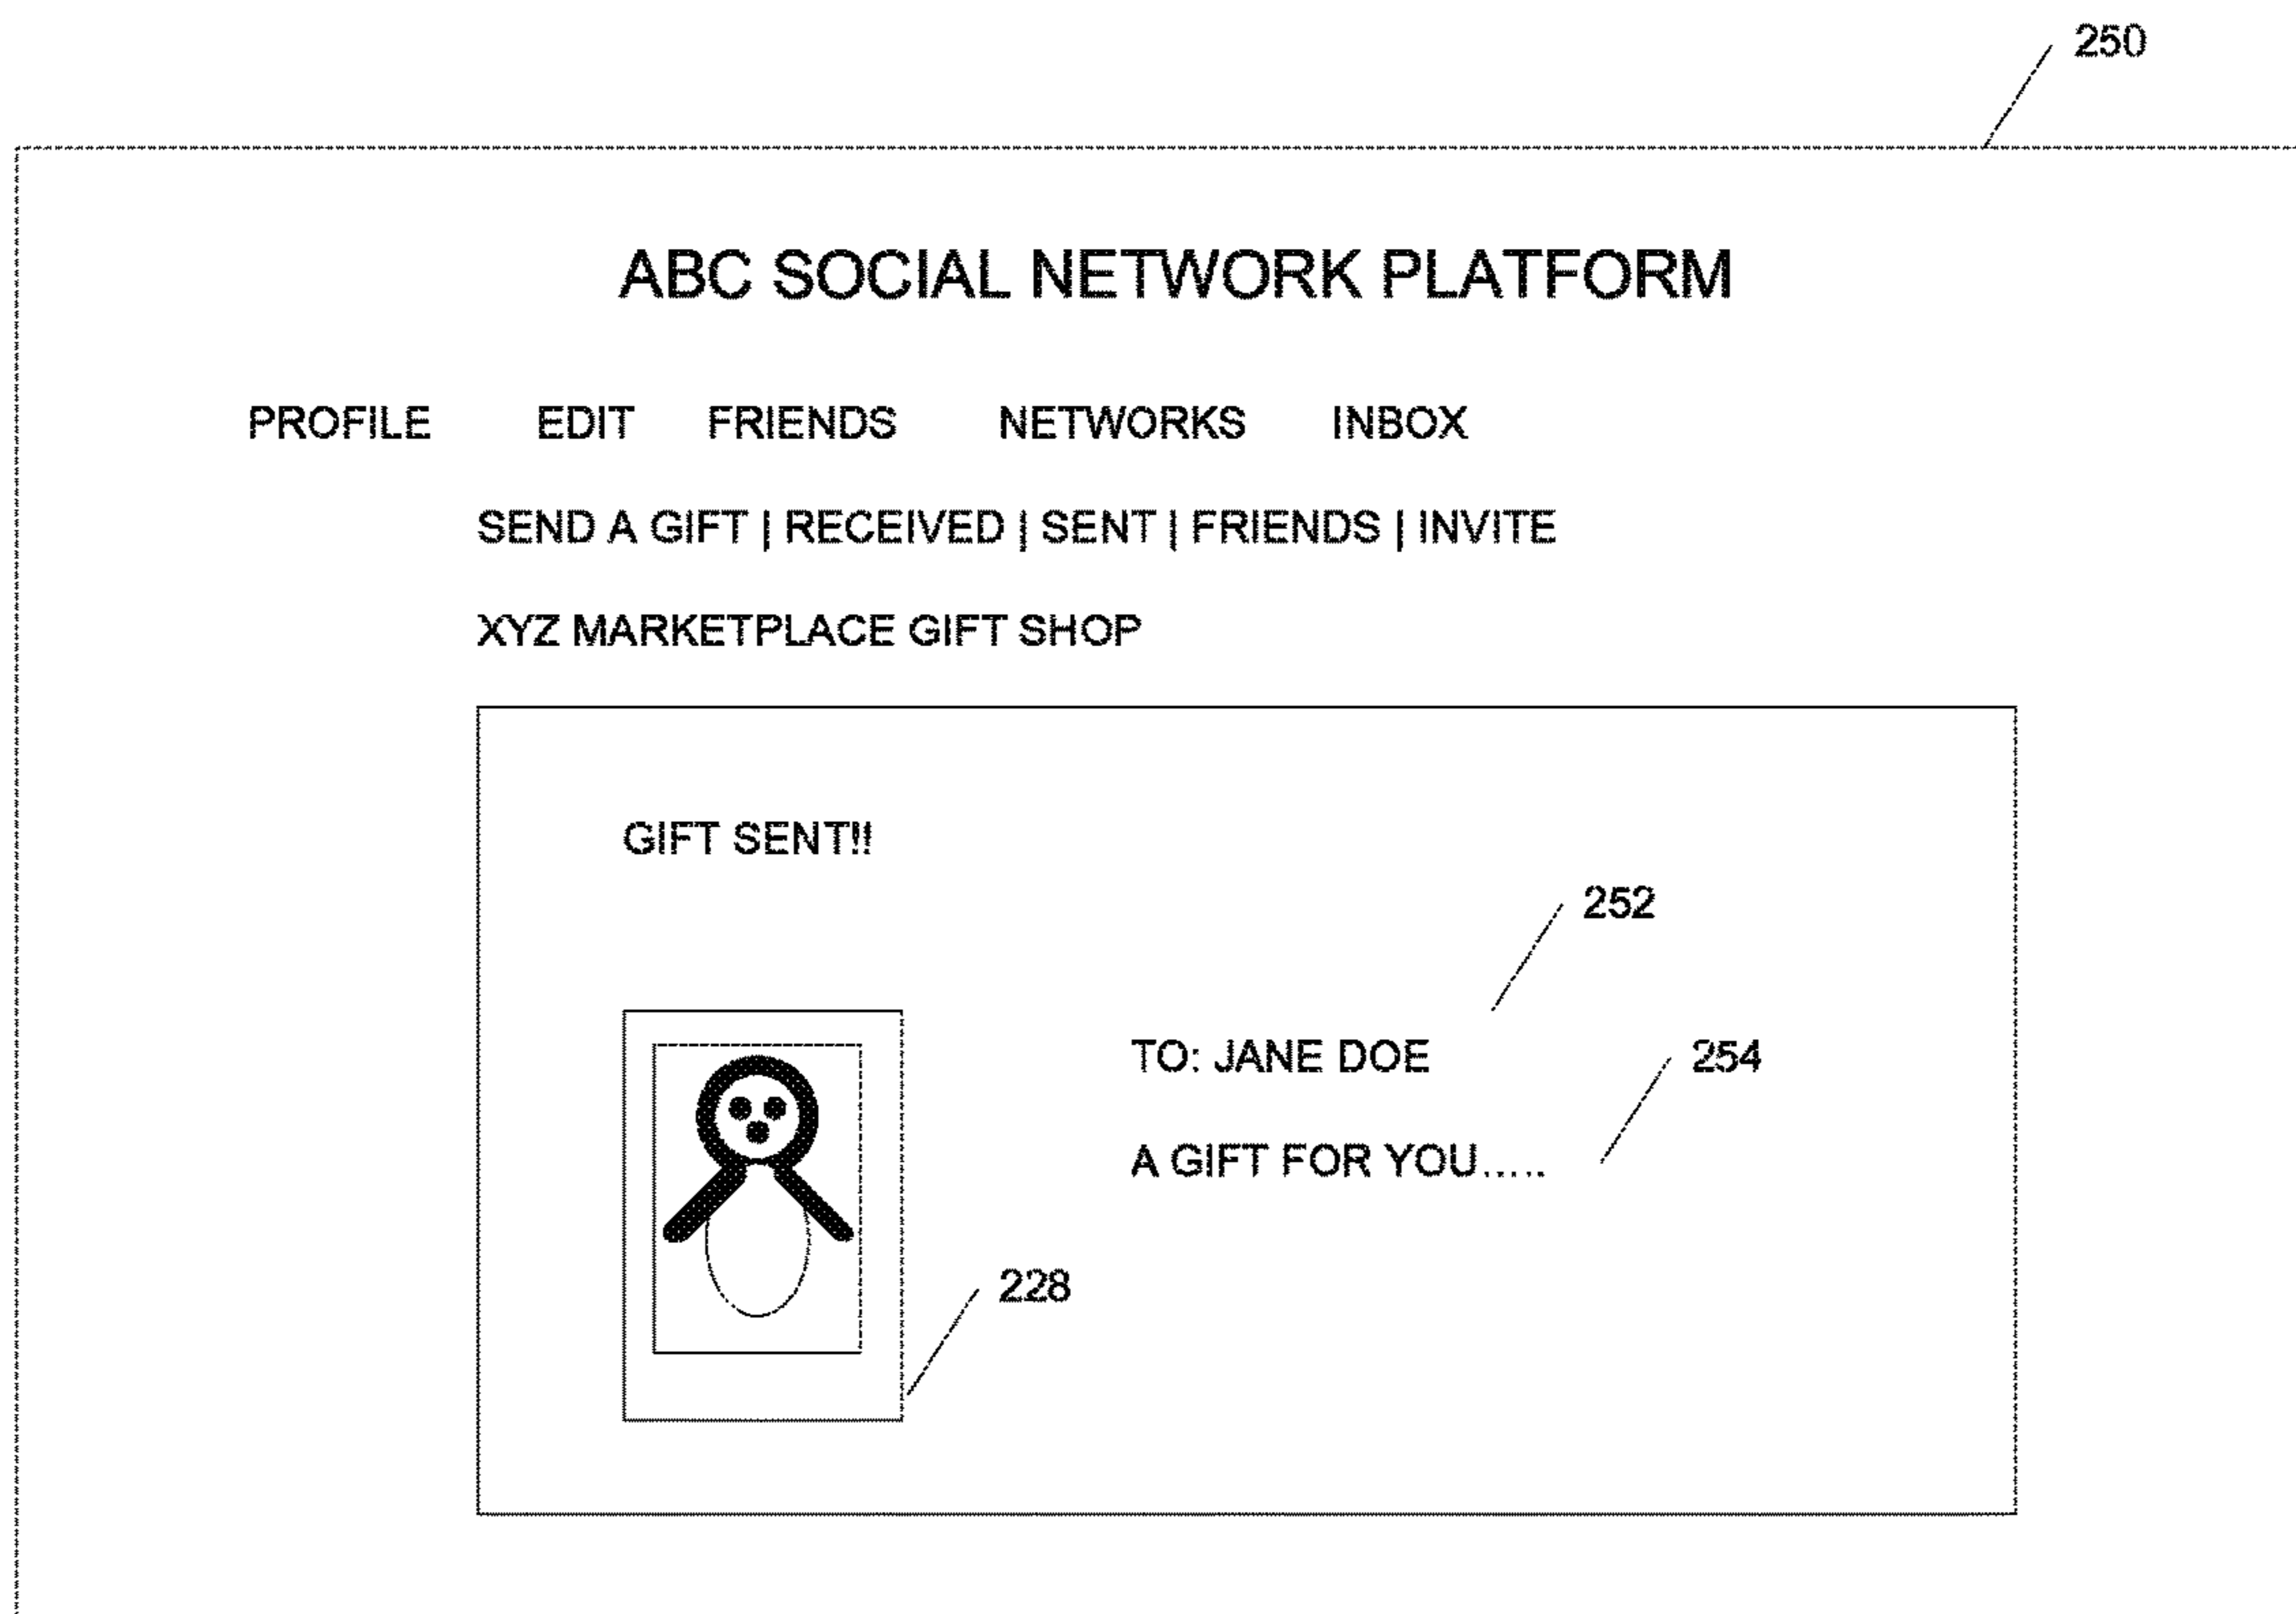 250
ABC SOCIAL NETWORK PLATFORM
PROFILE EDIT FRIENDS NETWORKS INBOX
SEND A GIFT | RECEIVED | SENT | FRIENDS | INVITE
XYZ MARKETPLACE GIFT SHOP
GIFT SENT!!
252
TO: JANE DOE
254
A GIFT FOR YOU.....
228